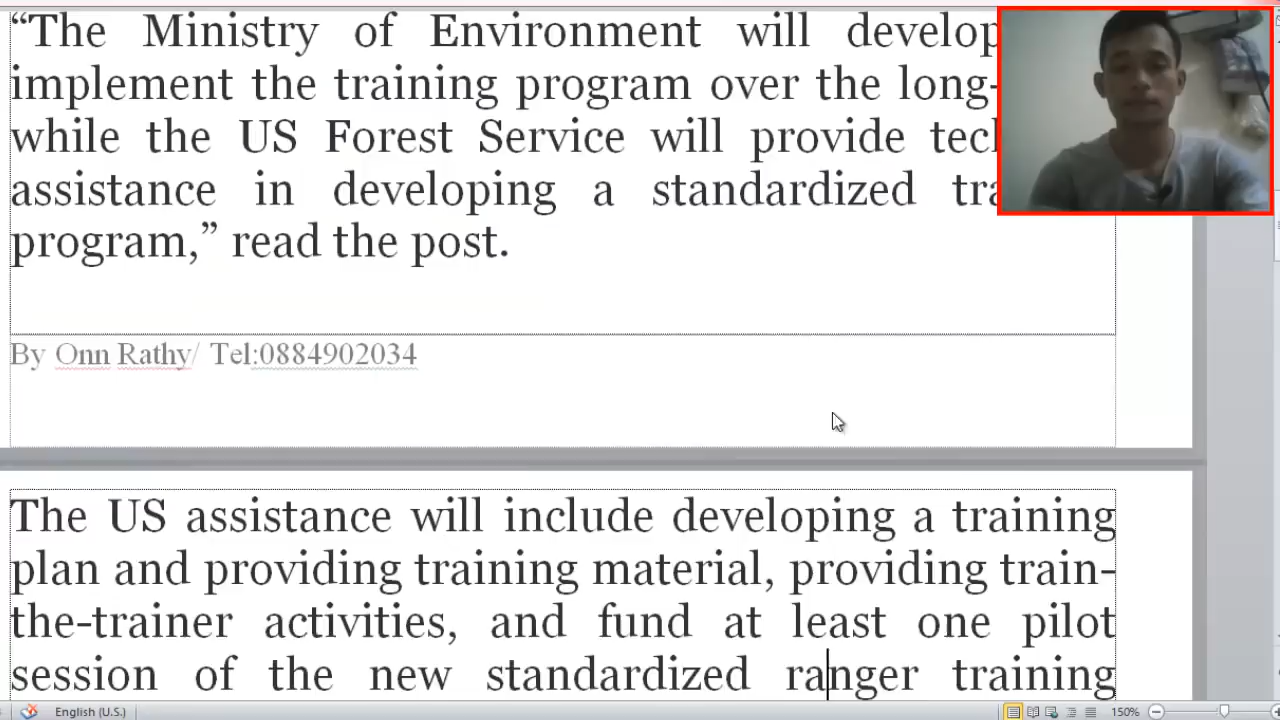 “The Ministry of Environment will develop
implement the training program over the long-
while the US Forest Service will provide
assistance in developing a standardized
program,” read the post.
By Onn Rathy/ Tel:0884902034
The US assistance will include developing a training
plan and providing training material, providing train-
the-trainer activities, and fund at least one pilot
session of the new standardized ranger training
English (U.S.)
150%